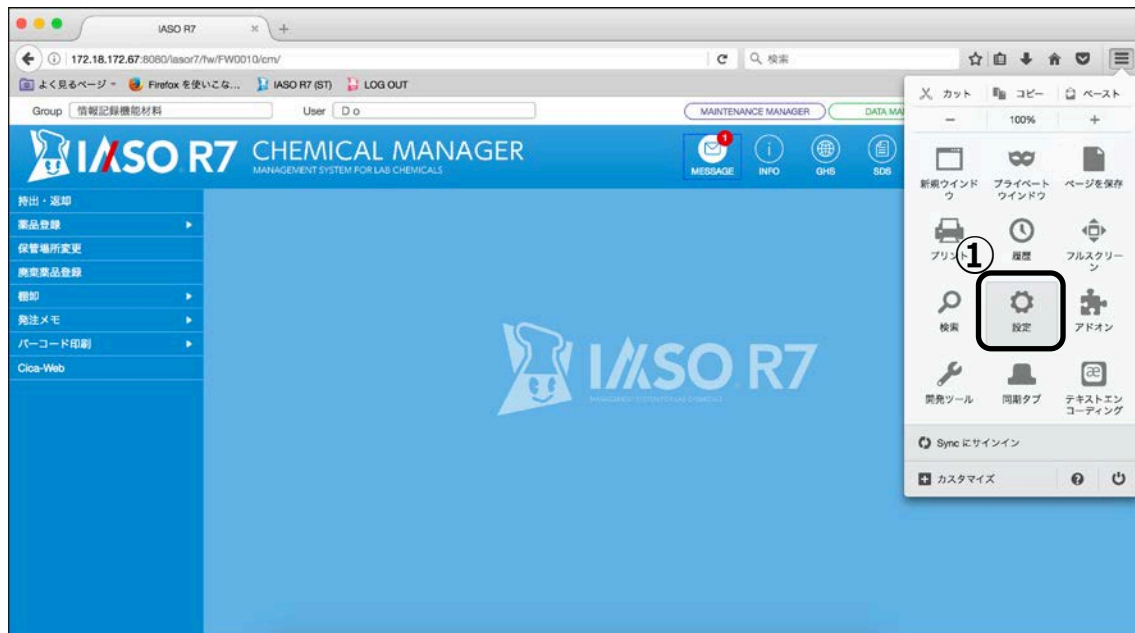 IASO R7
172.18.172.67:8080/iasor7/fw/FW0010/cm/
検索
よく見るページ
Firefox を使いこな...
IASO R7 (ST)
LOG OUT
Group 情報記録機能材料
User D o
MAINTENANCE MANAGER
DATA MA
IASO R7
CHEMICAL MANAGER
MANAGEMENT SYSTEM FOR LAB CHEMICALS
1
MESSAGE
INFO
GHS
SDS
持出・返却
薬品登録
保管場所変更
廃棄薬品登録
棚卸
発注メモ
バーコード印刷
Cica-Web
IASO R7
MANAGEMENT SYSTEM FOR LAB CHEMICALS
カット
コピー
ペースト
100%
新規ウインド
ウ
プライベート
ウインドウ
ページを保存
プリント
①
履歴
フルスクリー
ン
検索
設定
アドオン
開発ツール
同期タブ
テキストエン
コーディング
Sync にサインイン
カスタマイズ